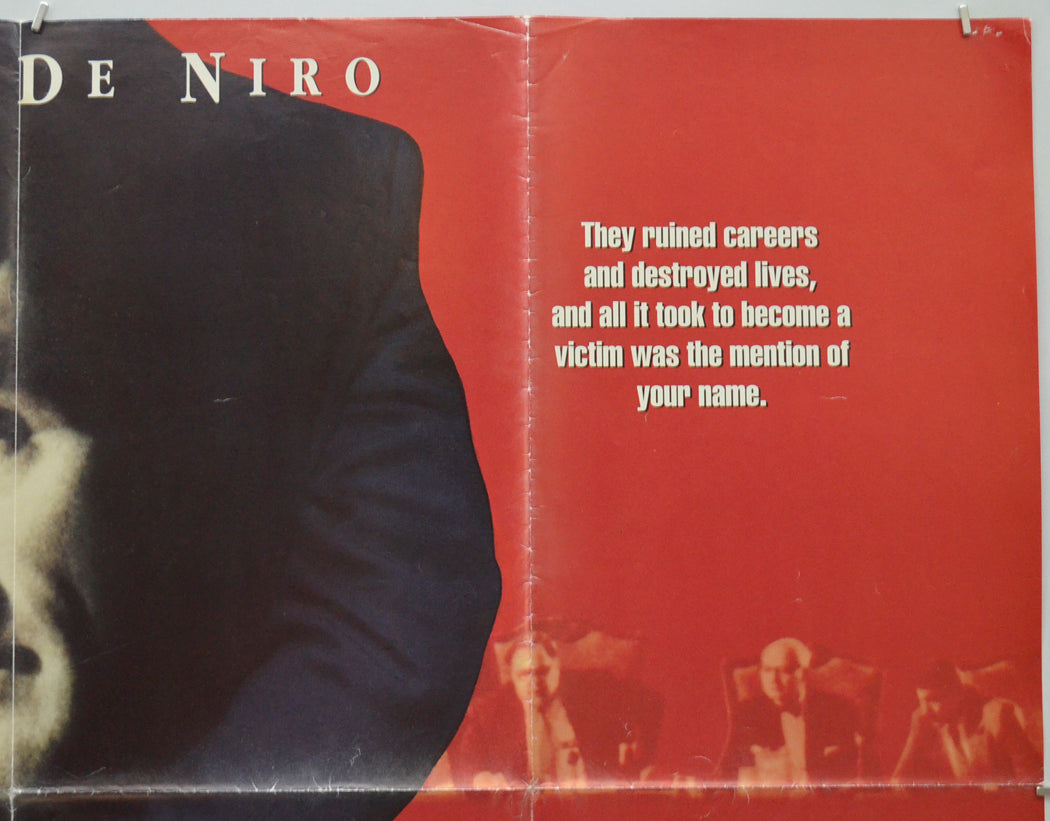 DE NIRO
They ruined careers
and destroyed lives,
and all it took to become a
victim was the mention of
your name.